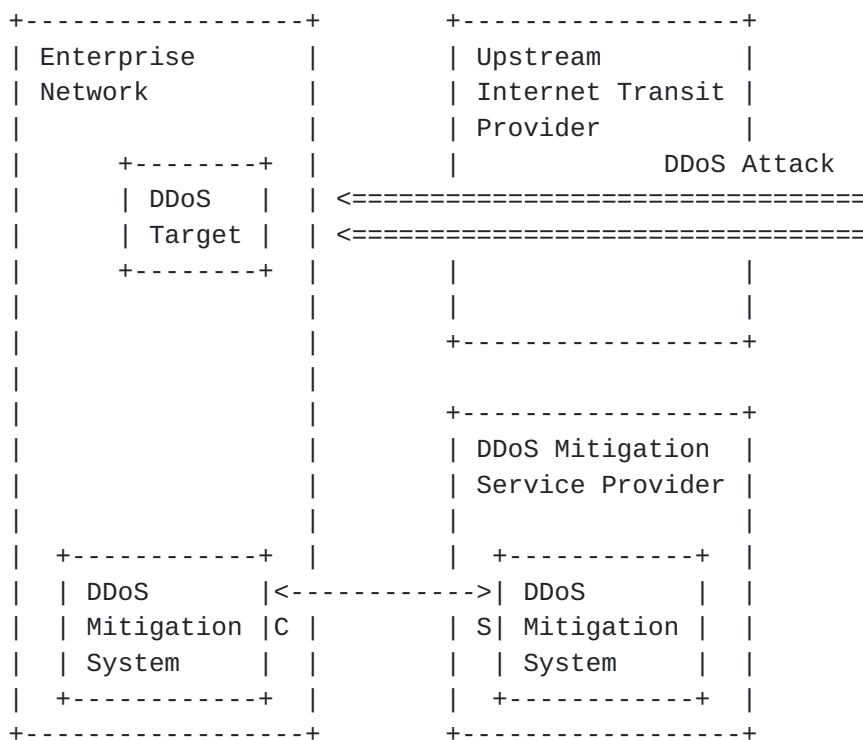 Enterprise
Network
DDoS
Target
Upstream
Internet Transit
Provider
DDoS Attack
DDoS Mitigation
Service Provider
DDoS
Mitigation
System
C
S
DDoS
Mitigation
System